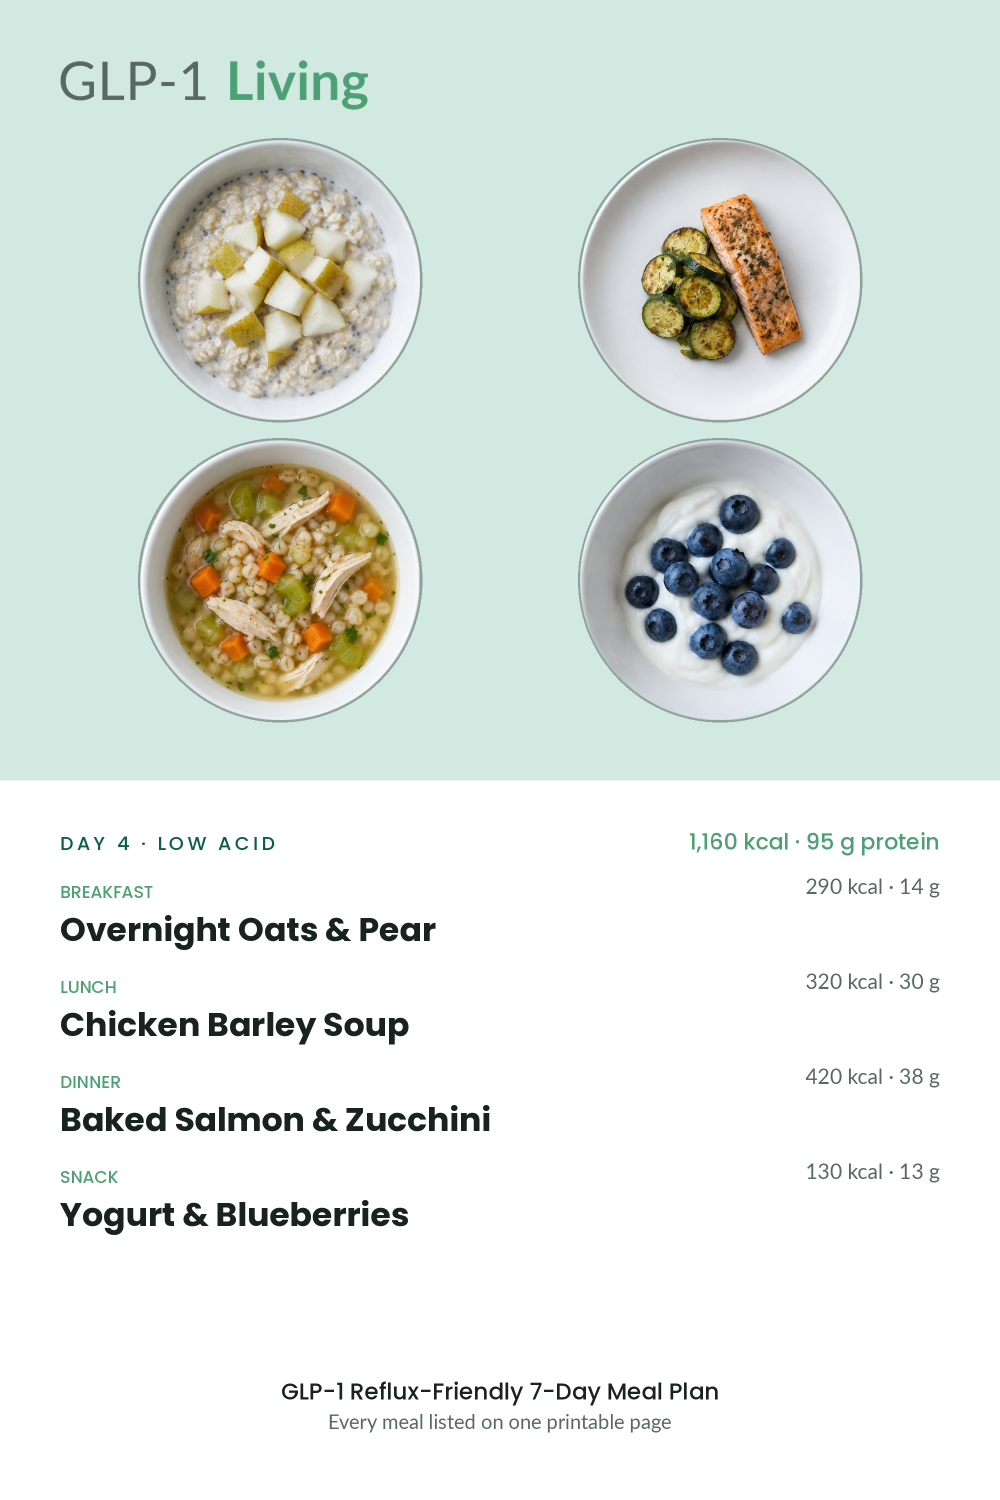 GLP-1 Living
DAY 4 · LOW ACID
1,160 kcal · 95 g protein
BREAKFAST
290 kcal · 14 g
Overnight Oats & Pear
LUNCH
320 kcal · 30 g
Chicken Barley Soup
DINNER
420 kcal · 38 g
Baked Salmon & Zucchini
SNACK
130 kcal · 13 g
Yogurt & Blueberries
GLP-1 Reflux-Friendly 7-Day Meal Plan
Every meal listed on one printable page